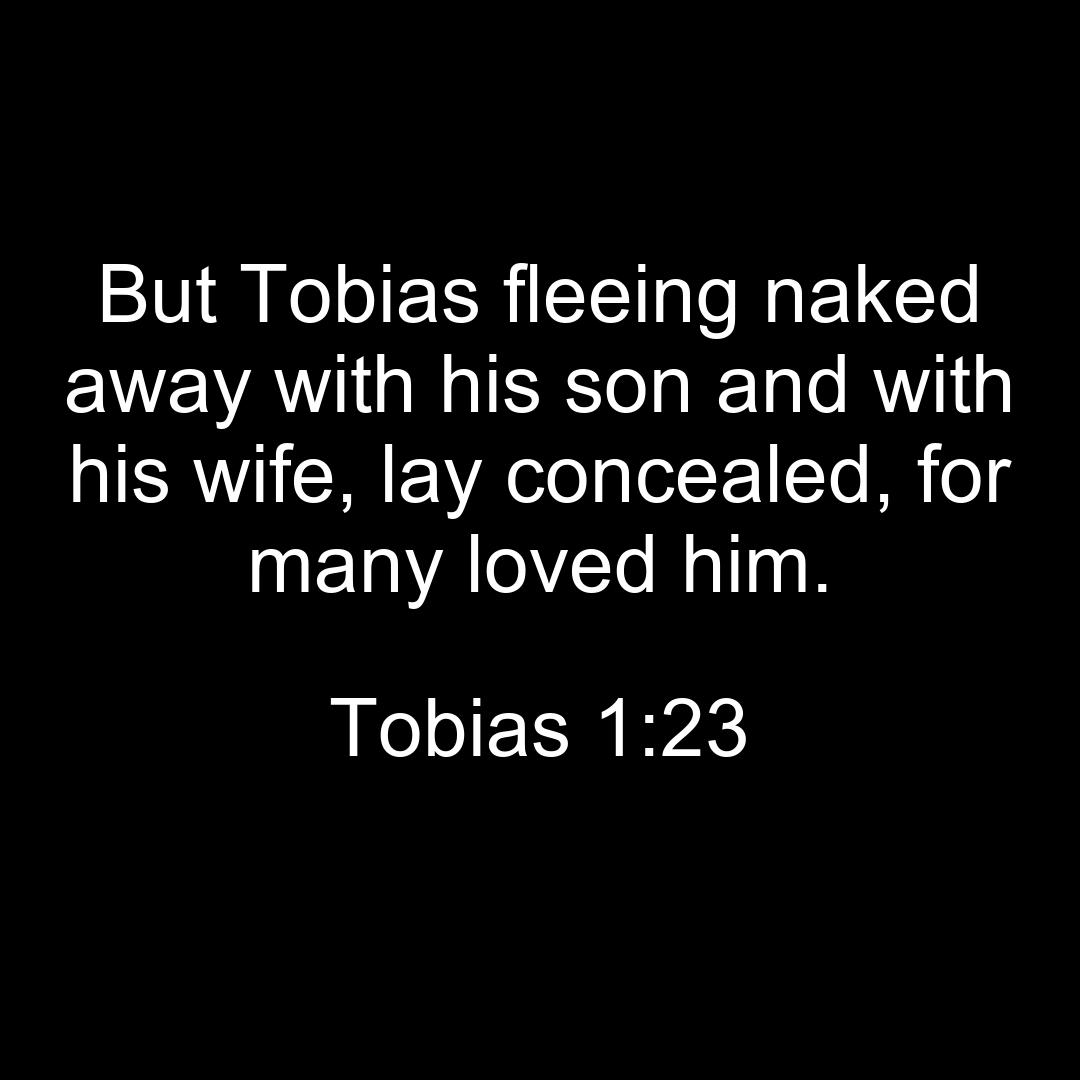 But Tobias fleeing naked
away with his son and with
his wife, lay concealed, for
many loved him.
Tobias 1:23